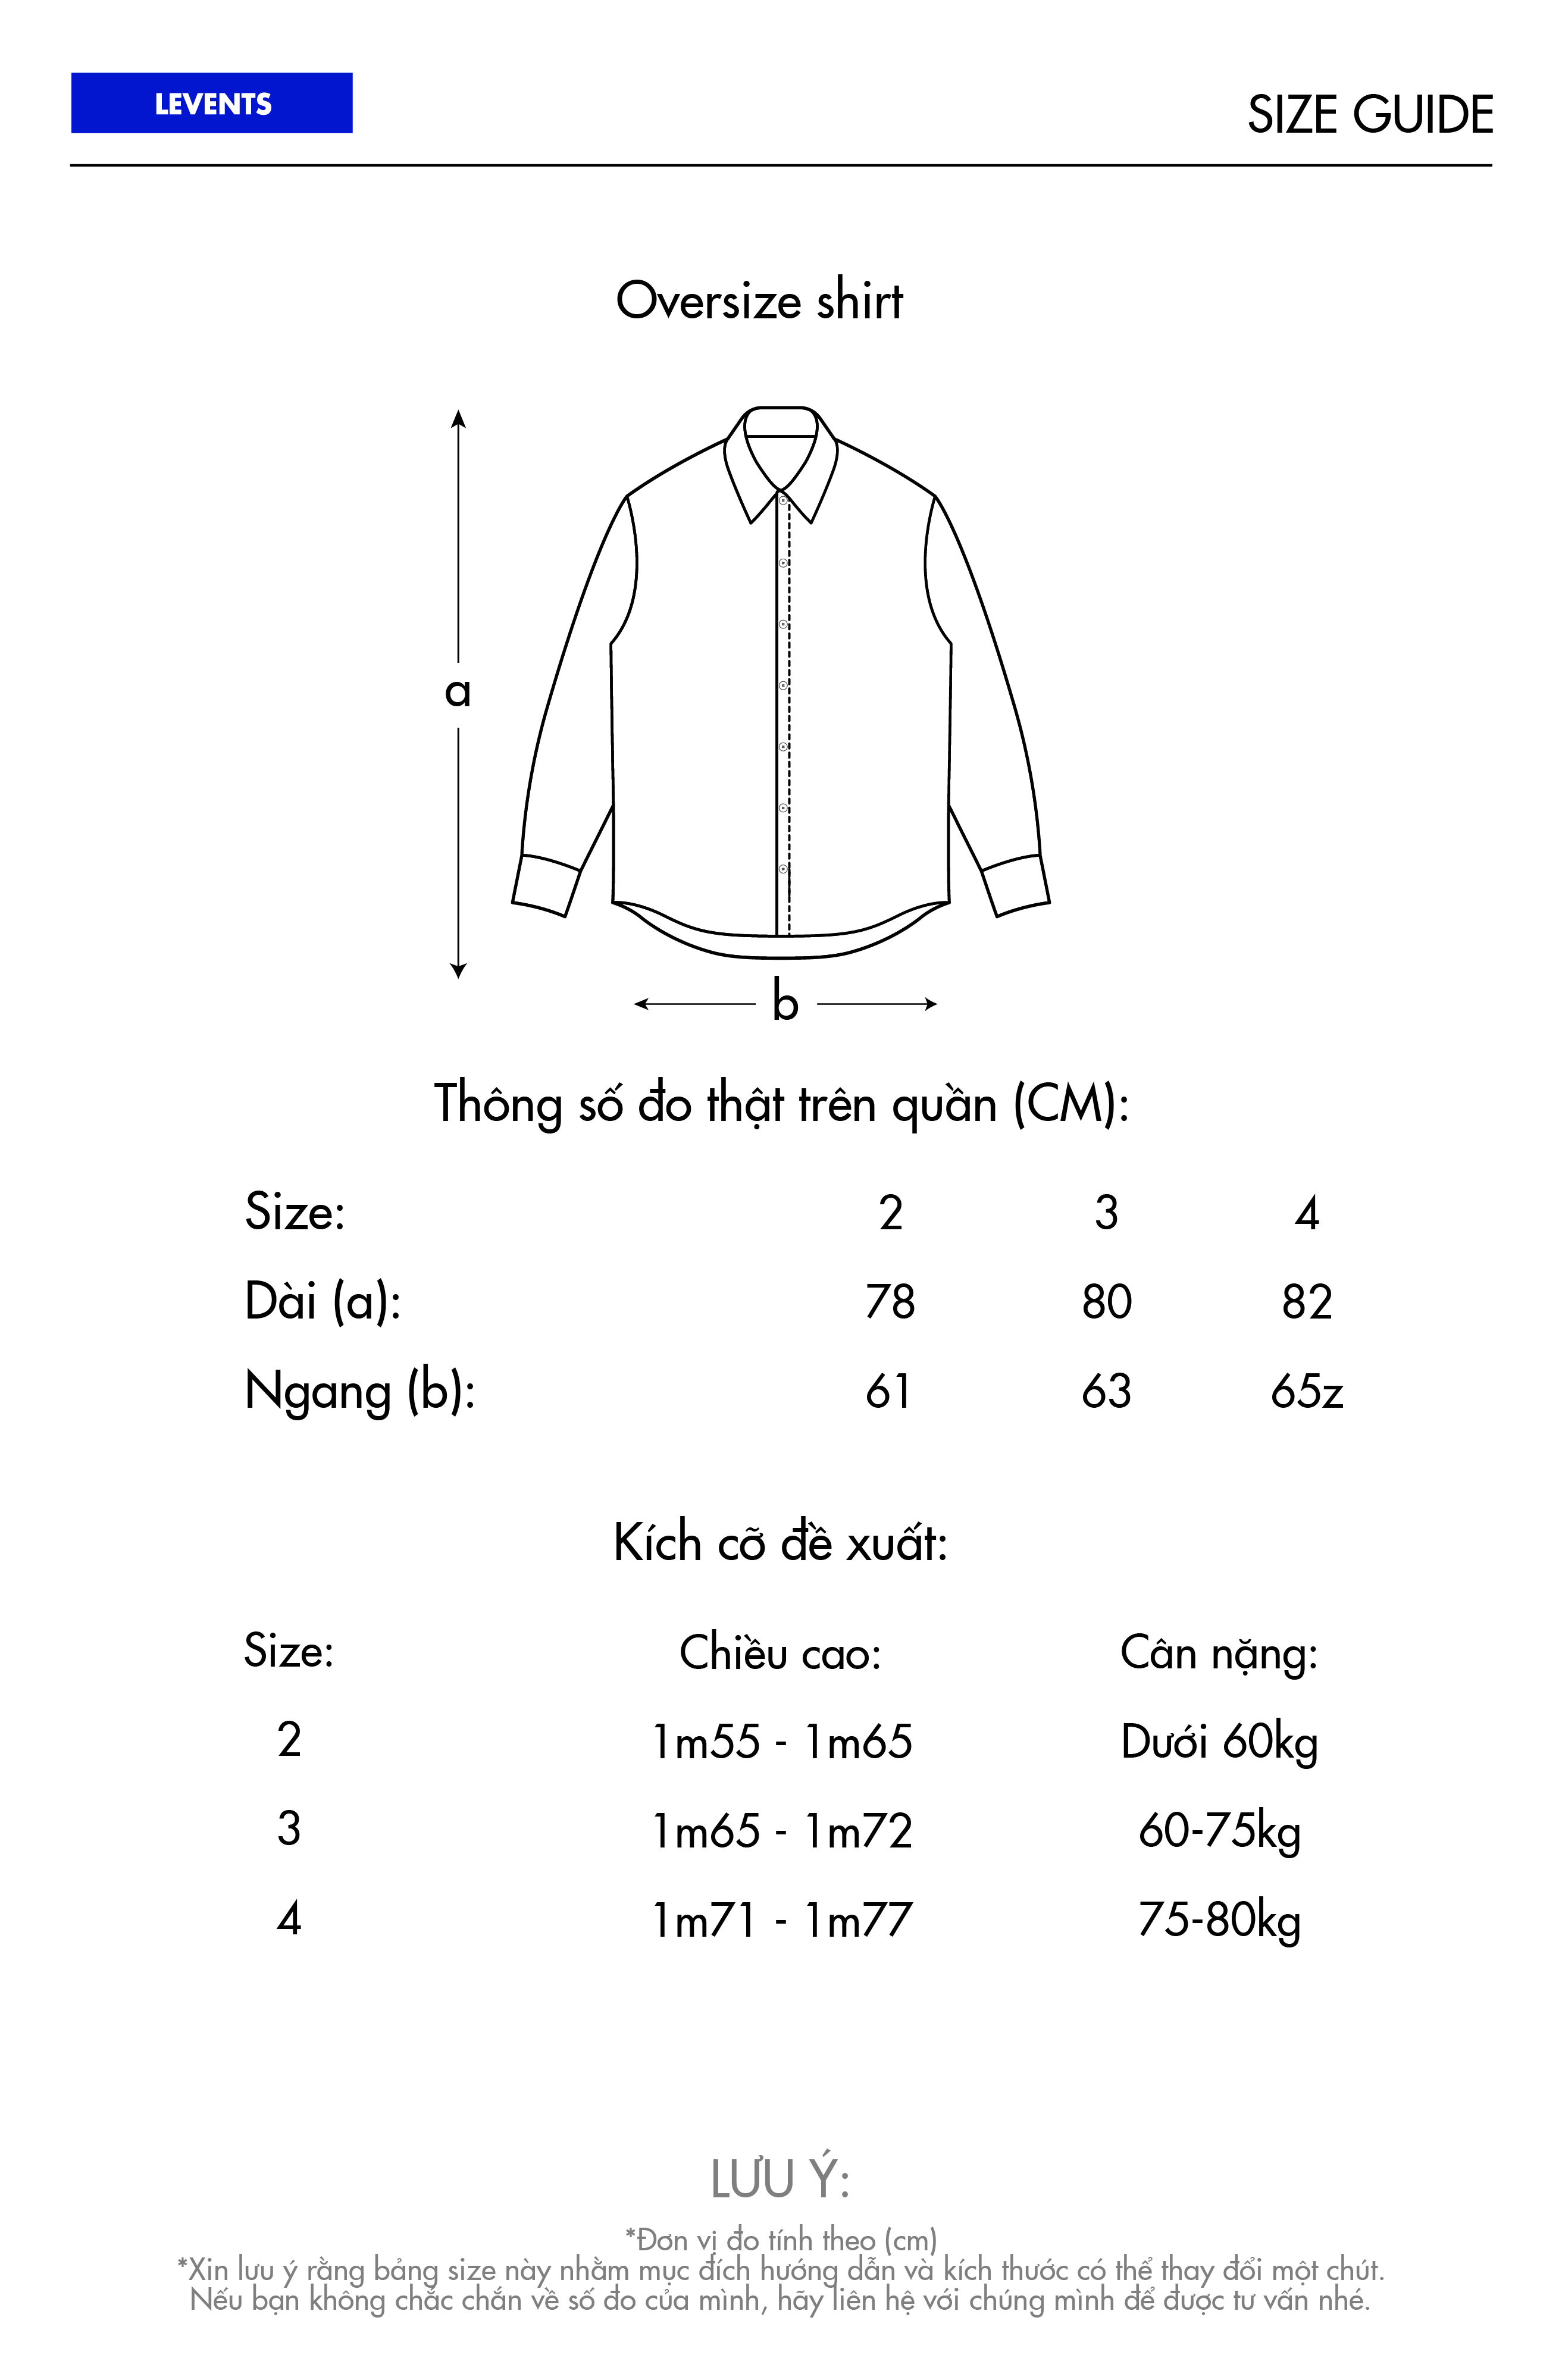 LEVENTS
SIZE GUIDE
Oversize shirt
a
b
Thông số đo thật trên quần (CM):
Size: 2 3 4
Dài (a): 78 80 82
Ngang (b): 61 63 65z
Kích cỡ đề xuất:
Size: Chiều cao: Cân nặng:
2 1m55 - 1m65 Dưới 60kg
3 1m65 - 1m72 60-75kg
4 1m71 - 1m77 75-80kg
LƯU Ý:
*Đơn vị đo tính theo (cm)
*Xin lưu ý rằng bảng size này nhằm mục đích hướng dẫn và kích thước có thể thay đổi một chút.
Nếu bạn không chắc chắn về số đo của mình, hãy liên hệ với chúng mình để được tư vấn nhé.